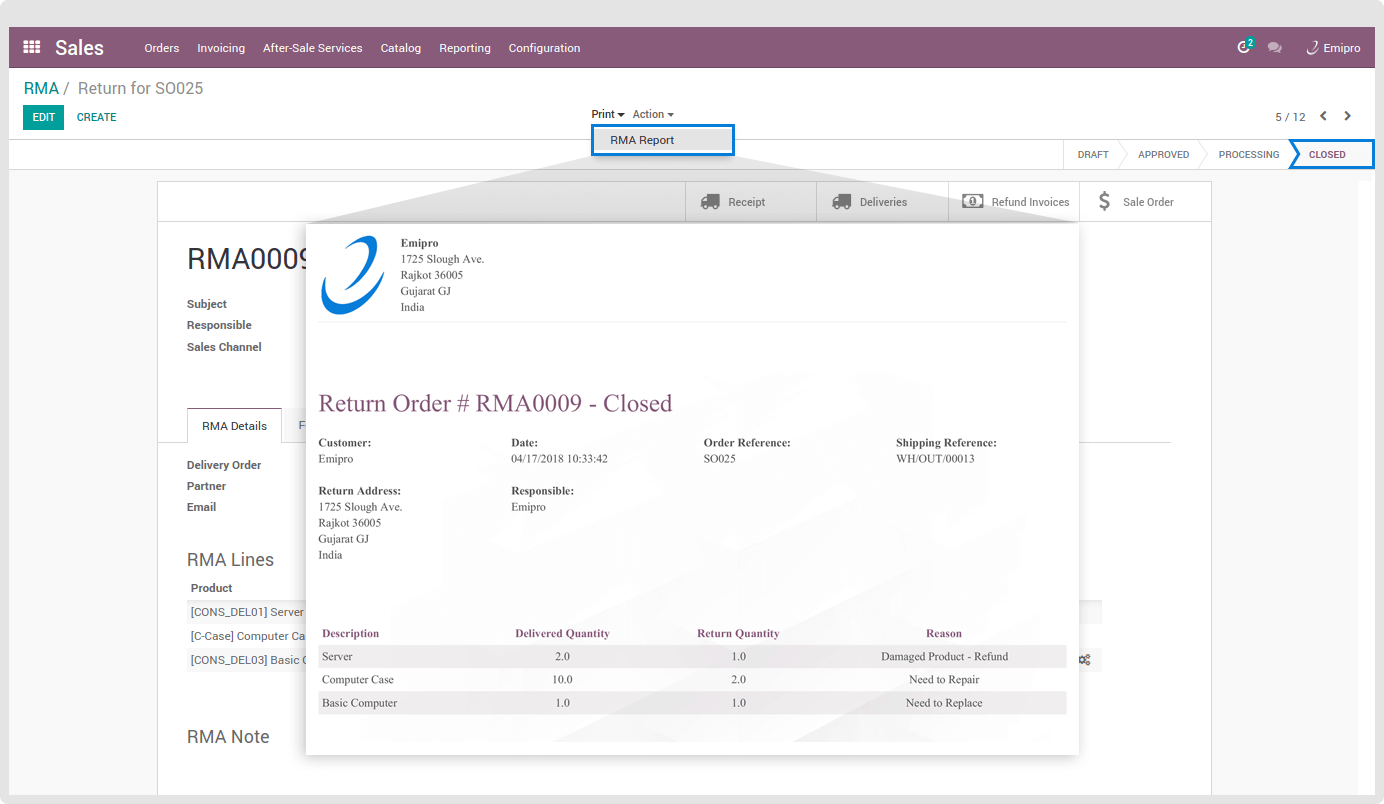 Sales Orders Invoicing After-Sale Services Catalog Reporting Configuration 2 Emipro
RMA / Return for SO025
EDIT CREATE Print Action 5 / 12
RMA Report
DRAFT APPROVED PROCESSING CLOSED
Receipt Deliveries Refund Invoices Sale Order
RMA0009
Subject
Responsible
Sales Channel
RMA Details F
Delivery Order
Partner
Email
RMA Lines
Product
[CONS_DEL01] Server
[C-Case] Computer Ca
[CONS_DEL03] Basic C
RMA Note
Emipro
1725 Slough Ave.
Rajkot 36005
Gujarat GJ
India
Return Order # RMA0009 - Closed
Customer: Date: Order Reference: Shipping Reference:
Emipro 04/17/2018 10:33:42 SO025 WH/OUT/00013
Return Address: Responsible:
1725 Slough Ave. Emipro
Rajkot 36005
Gujarat GJ
India
Description Delivered Quantity Return Quantity Reason
Server 2.0 1.0 Damaged Product - Refund
Computer Case 10.0 2.0 Need to Repair
Basic Computer 1.0 1.0 Need to Replace